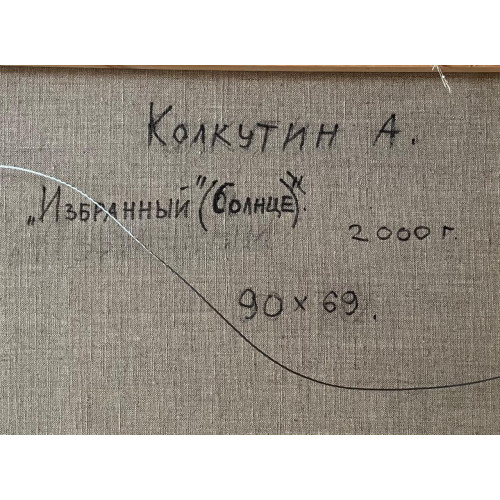 Колкутин А.
„Избранный" (Солнце)".
2000 г.
90 х 69.